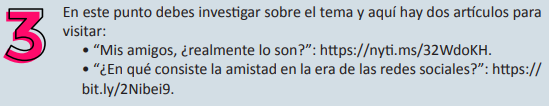 3
En este punto debes investigar sobre el tema y aquí hay dos artículos para
visitar:
• “Mis amigos, ¿realmente lo son?”: https://nyti.ms/32WdoKH.
• “¿En qué consiste la amistad en la era de las redes sociales?”: https://
bit.ly/2Nibei9.